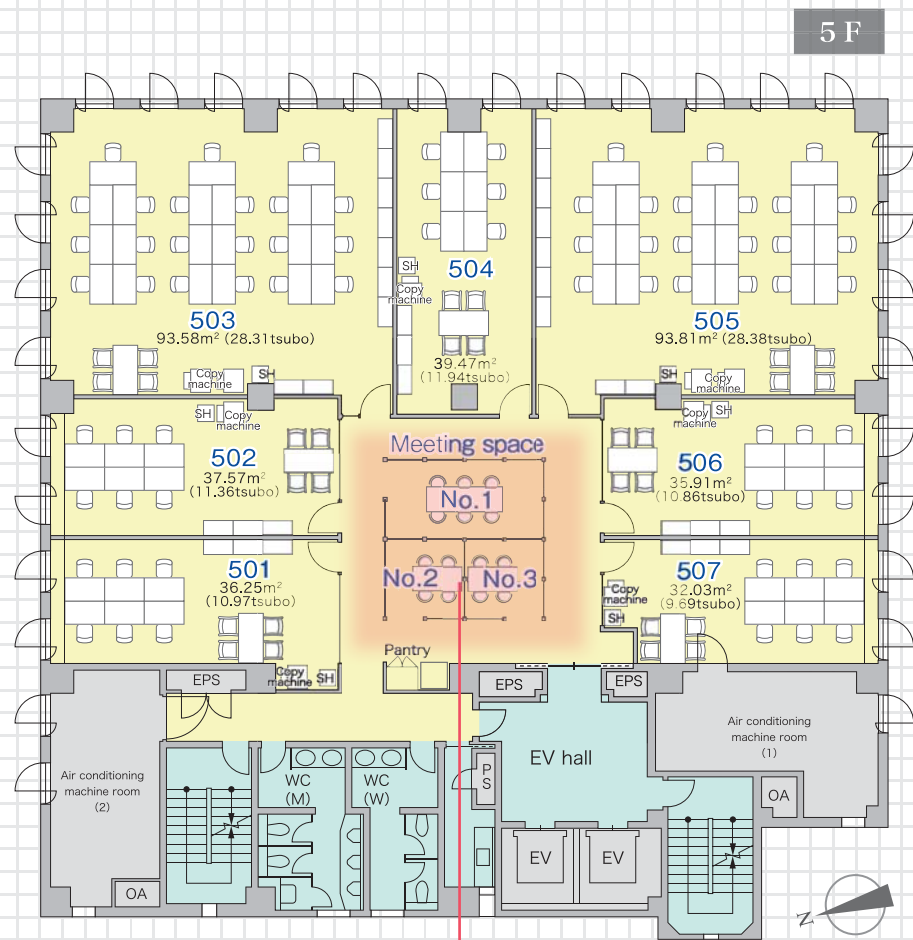 5 F
503
93.58m² (28.31tsubo)
Copy
machine
SH
504
SH
Copy
machine
39.47m²
(11.94tsubo)
505
93.81m² (28.38tsubo)
SH
Copy
machine
SH
Copy
machine
502
37.57m²
(11.36tsubo)
Meeting space
No.1
No.2
No.3
Copy
machine
SH
506
35.91m²
(10.86tsubo)
501
36.25m²
(10.97tsubo)
Copy
machine
SH
507
32.03m²
(9.69tsubo)
Copy
machine
SH
Pantry
EPS
EPS
EPS
Air conditioning
machine room
(2)
OA
WC
(M)
WC
(W)
P
S
EV hall
EV
EV
Air conditioning
machine room
(1)
OA
Z